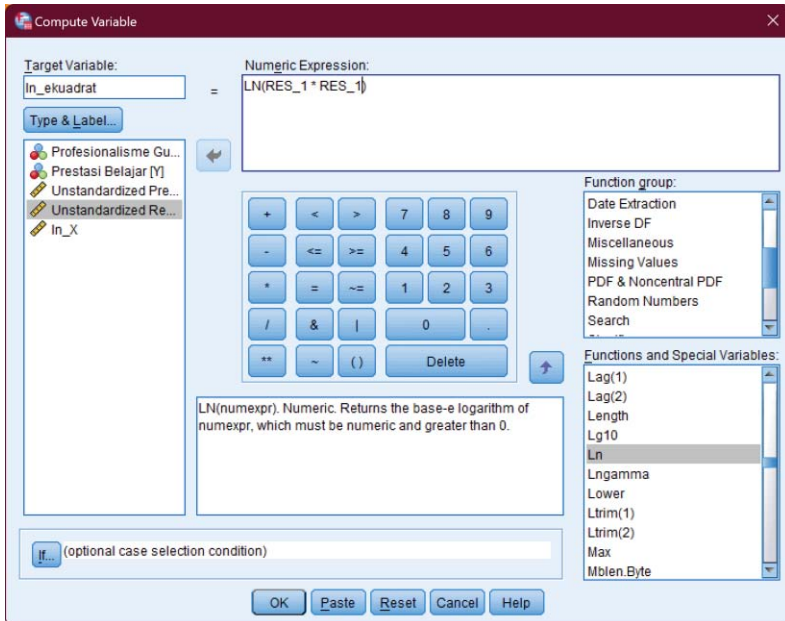 Compute Variable
Target Variable:
ln_ekuadrat
=
Numeric Expression:
LN(RES_1 * RES_1)
Type & Label...
Profesionalisme Gu...
Prestasi Belajar [Y]
Unstandardized Pre...
Unstandardized Re...
ln_X
+ < > 7 8 9
- <= >= 4 5 6
* = ~= 1 2 3
/ & | 0 .
** ~ () Delete
Function group:
Date Extraction
Inverse DF
Miscellaneous
Missing Values
PDF & Noncentral PDF
Random Numbers
Search
Functions and Special Variables:
Lag(1)
Lag(2)
Length
Lg10
Ln
Lngamma
Lower
Ltrim(1)
Ltrim(2)
Max
Mblen.Byte
LN(numexpr). Numeric. Returns the base-e logarithm of
numexpr, which must be numeric and greater than 0.
If... (optional case selection condition)
OK Paste Reset Cancel Help